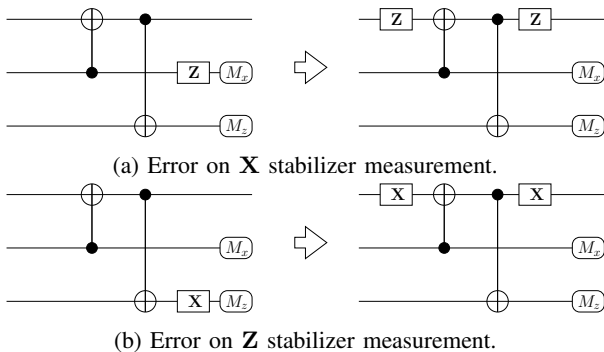 Z Z
Z M_x M_x
M_z M_z
(a) Error on X stabilizer measurement.
X X
M_x M_x
X M_z M_z
(b) Error on Z stabilizer measurement.